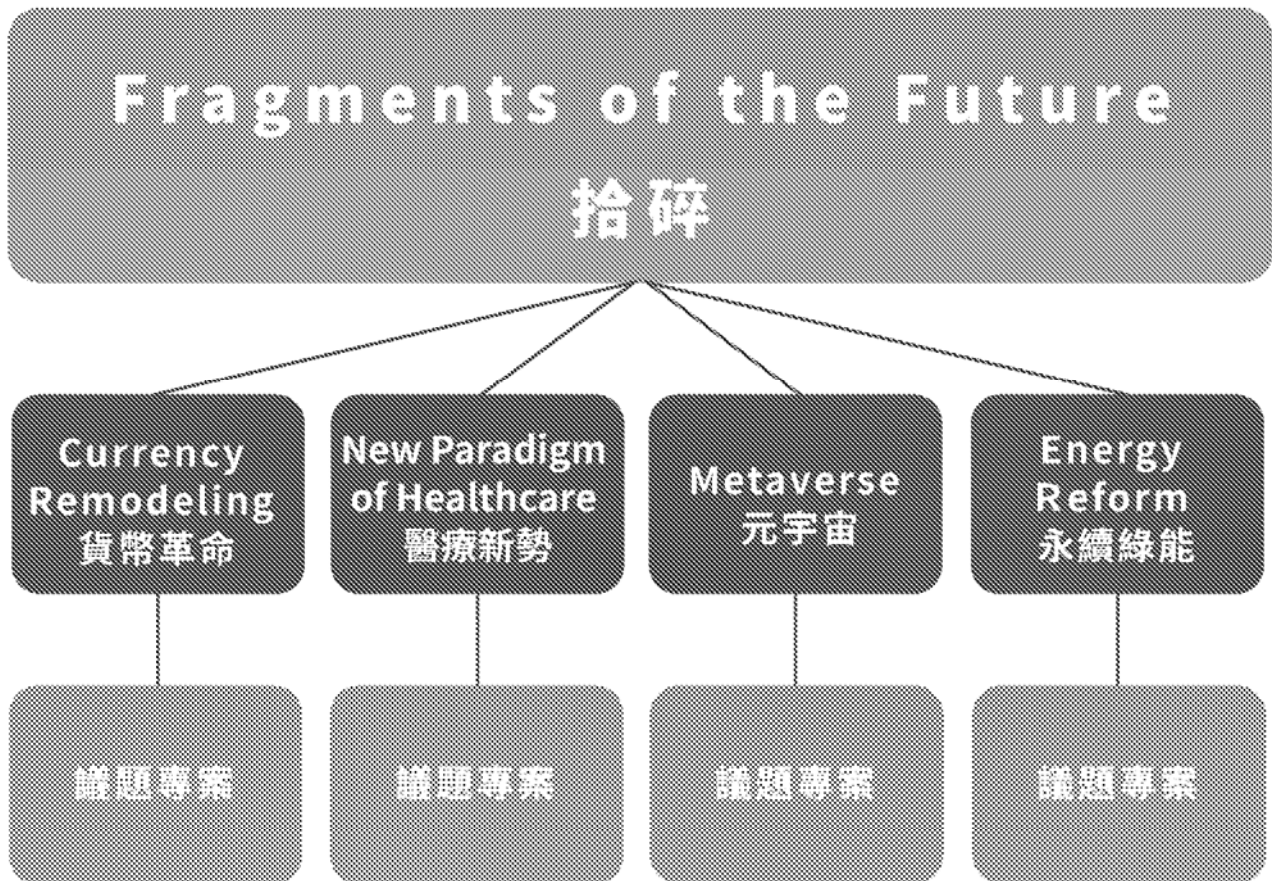 Fragments of the Future
拾碎
Currency
Remodeling
貨幣革命
New Paradigm
of Healthcare
醫療新勢
Metaverse
元宇宙
Energy
Reform
永續綠能
議題專案
議題專案
議題專案
議題專案